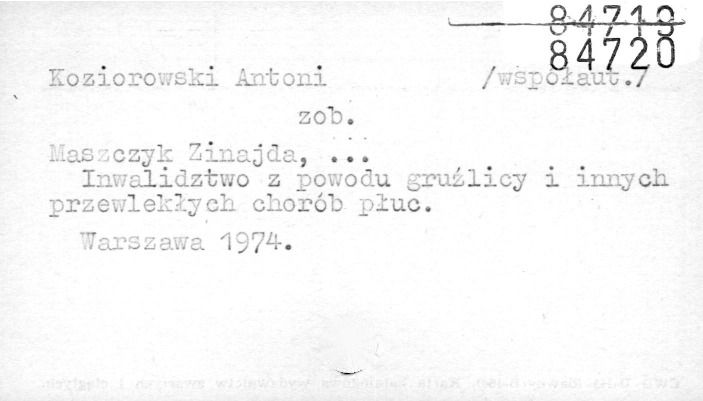 84719
84720
Koziorowski Antoni /współaut./
zob.
Maszczyk Zinajda, ...
Inwalidztwo z powodu gruźlicy i innych
przewlekłych chorób płuc.
Warszawa 1974.